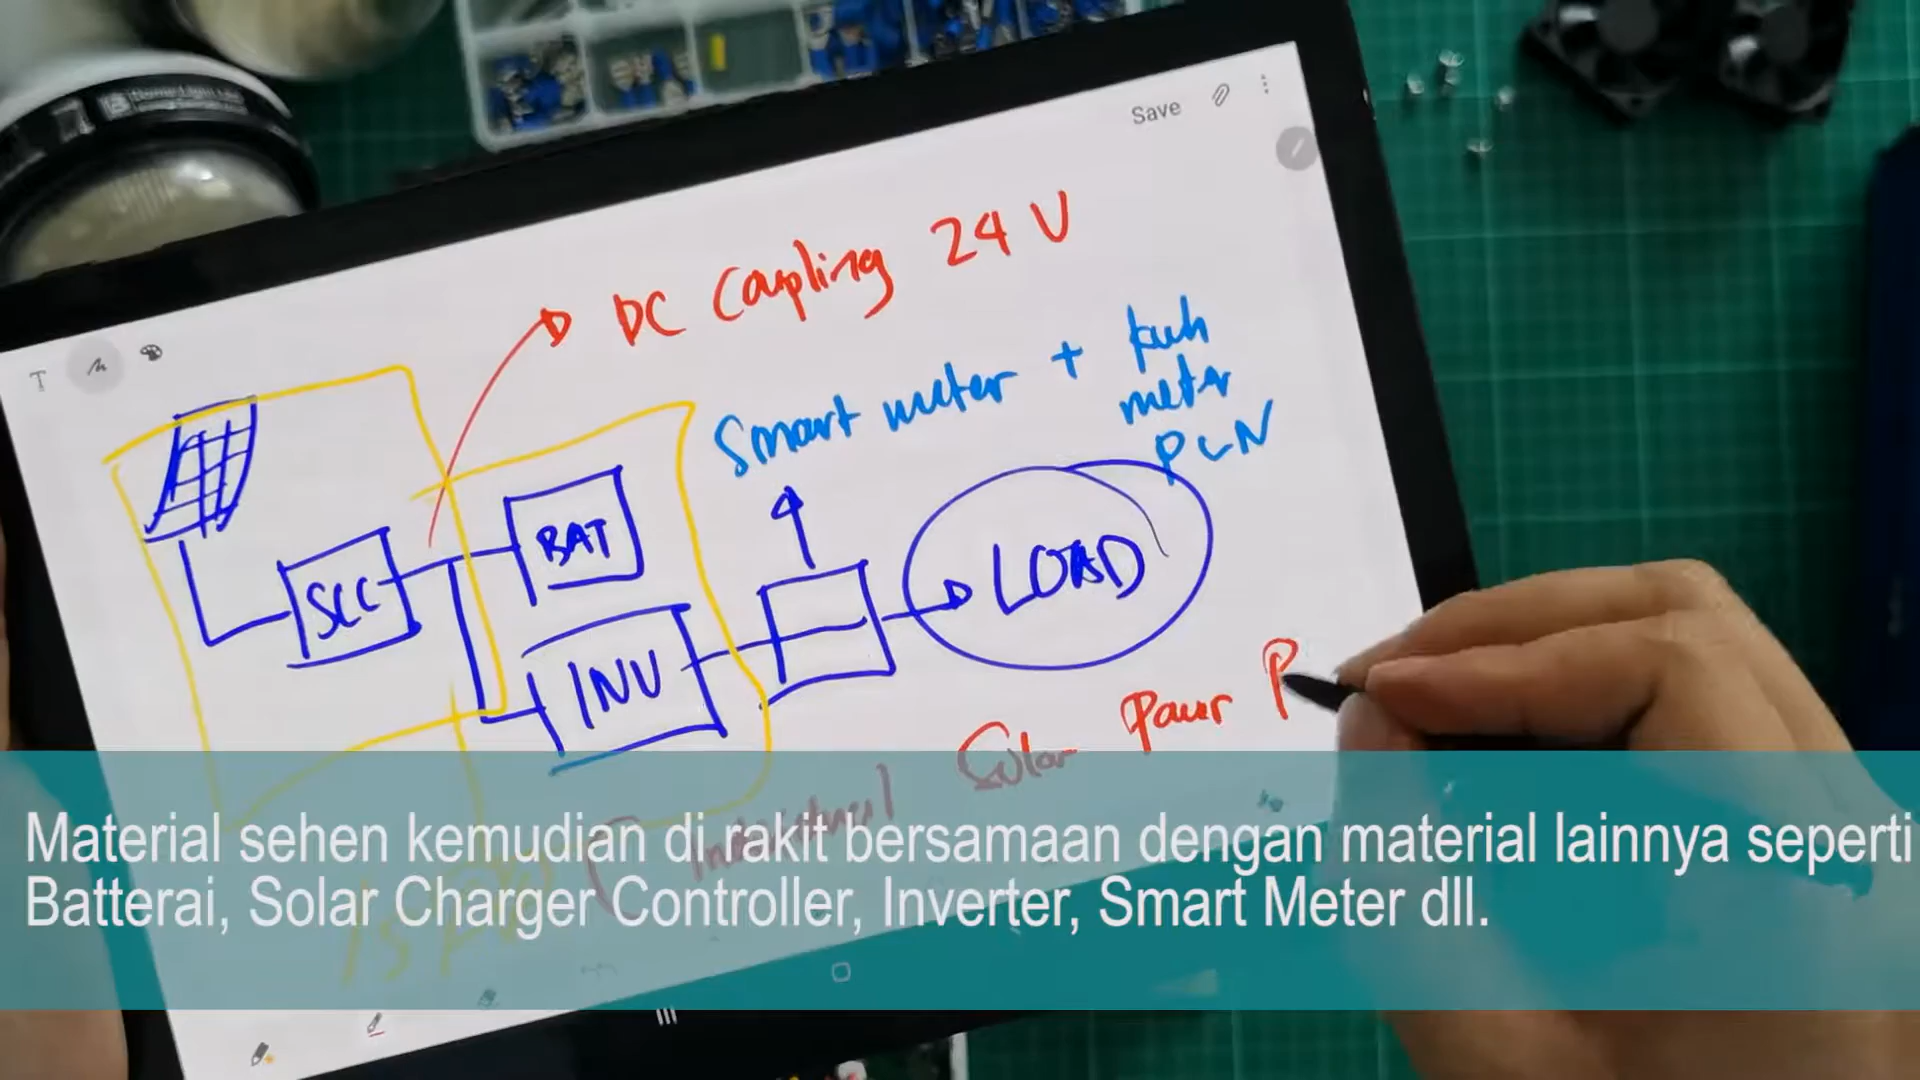 Save
T
DC Coupling 24 V
Smart meter + kwh
meter
PLN
BAT
SCC
LOAD
INV
Solar Pawr P
Material sehen kemudian di rakit bersamaan dengan material lainnya seperti
Batterai, Solar Charger Controller, Inverter, Smart Meter dll.